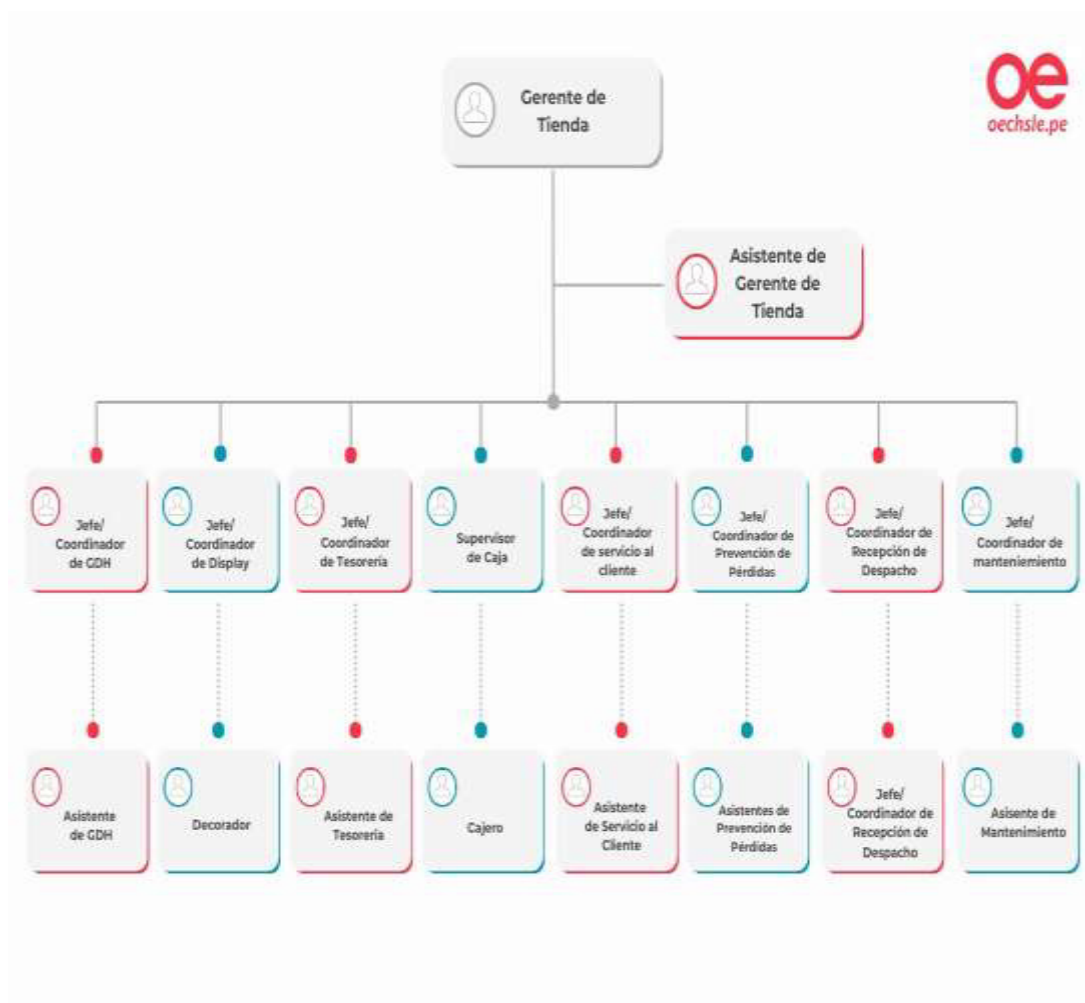 Gerente de
Tienda
oe
oechsle.pe
Asistente de
Gerente de
Tienda
Jefe/
Coordinador
de GDH
Jefe/
Coordinador
de Display
Jefe/
Coordinador
de Tesorería
Supervisor
de Caja
Jefe/
Coordinador
de servicio al
cliente
Jefe/
Coordinador de
Prevención de
Pérdidas
Jefe/
Coordinador de
Recepción de
Despacho
Jefe/
Coordinador de
manteniemiento
Asistente
de GDH
Decorador
Asistente de
Tesorería
Cajero
Asistente
de Servicio al
Cliente
Asistentes de
Prevención de
Pérdidas
Jefe/
Coordinador de
Recepción de
Despacho
Asisente de
Mantenimiento